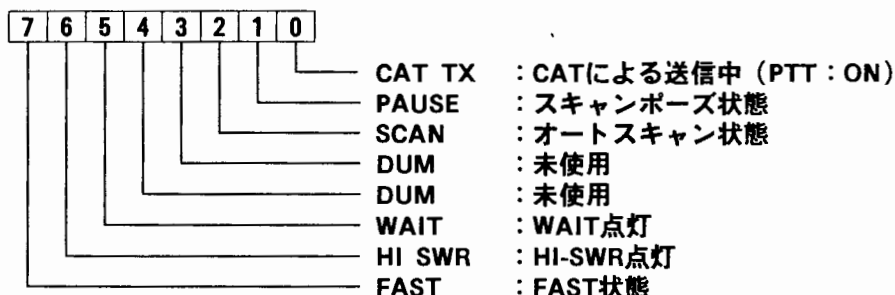 7 6 5 4 3 2 1 0
CAT TX :CATによる送信中(PTT:ON)
PAUSE :スキャンポーズ状態
SCAN :オートスキャン状態
DUM :未使用
DUM :未使用
WAIT :WAIT点灯
HI SWR :HI-SWR点灯
FAST :FAST状態